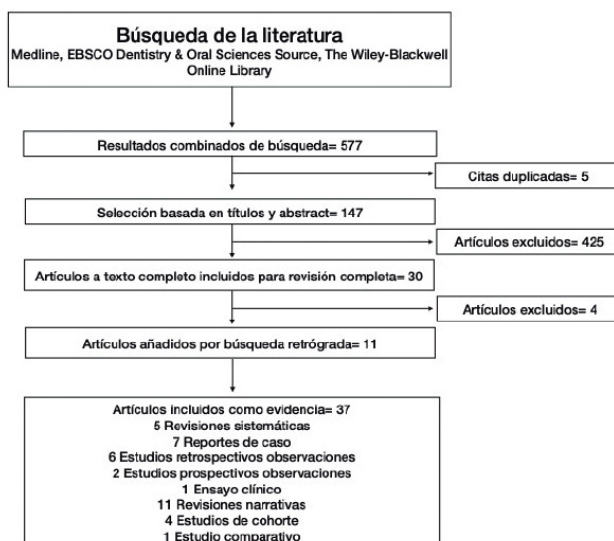 Búsqueda de la literatura
Medline, EBSCO Dentistry & Oral Sciences Source, The Wiley-Blackwell
Online Library
Resultados combinados de búsqueda= 577
Citas duplicadas= 5
Selección basada en títulos y abstract= 147
Artículos excluidos= 425
Artículos a texto completo incluidos para revisión completa= 30
Artículos excluidos= 4
Artículos añadidos por búsqueda retrógrada= 11
Artículos incluidos como evidencia= 37
5 Revisiones sistemáticas
7 Reportes de caso
6 Estudios retrospectivos observaciones
2 Estudios prospectivos observaciones
1 Ensayo clínico
11 Revisiones narrativas
4 Estudios de cohorte
1 Estudio comparativo